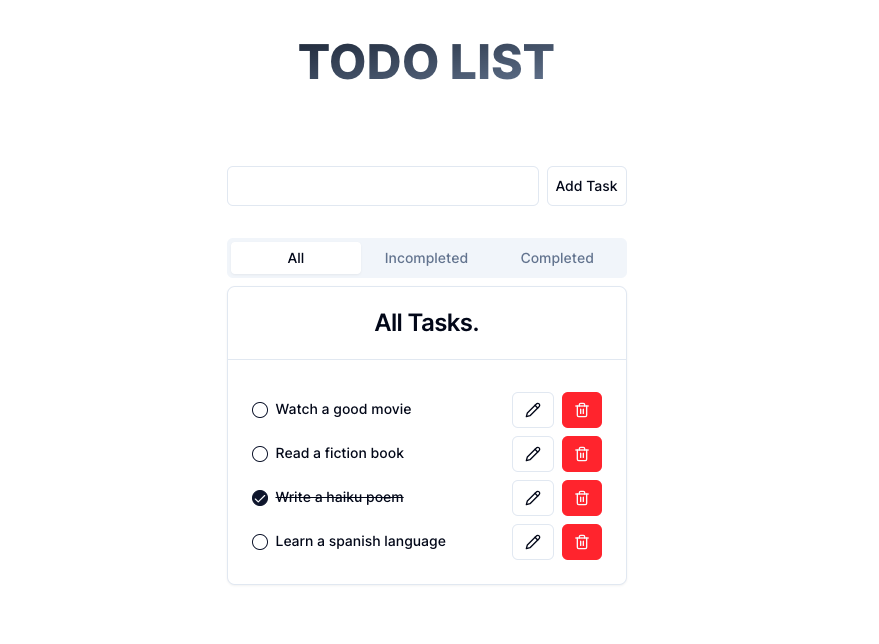 TODO LIST
Add Task
All Incompleted Completed
All Tasks.
Watch a good movie
Read a fiction book
Write a haiku poem
Learn a spanish language